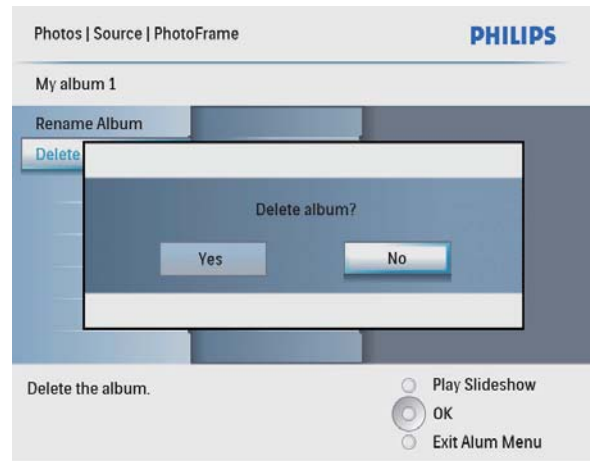 Photos | Source | PhotoFrame
PHILIPS
My album 1
Rename Album
Delete
Delete album?
Yes
No
Delete the album.
Play Slideshow
OK
Exit Alum Menu